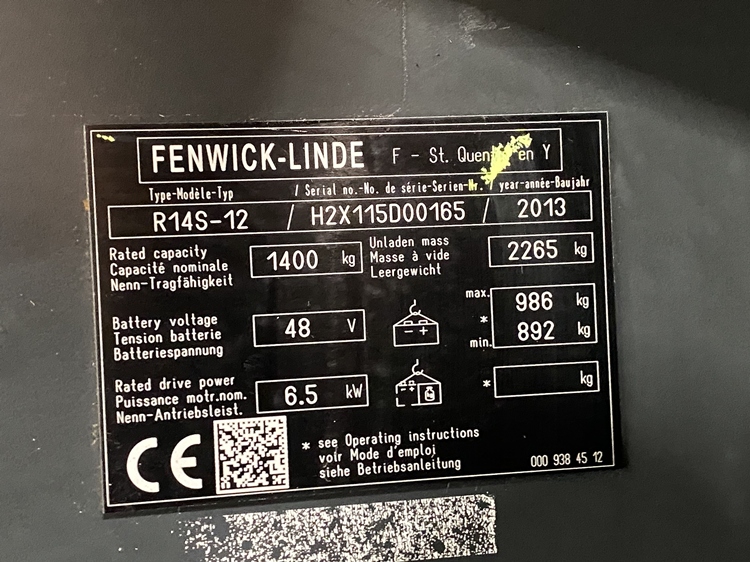 FENWICK-LINDE F - St. Quentin en Y
Type-Modèle-Typ / Serial no.-No. de série-Serien-Nr. / year-année-Baujahr
R14S-12 / H2X115D00165 / 2013
Rated capacity
Capacité nominale
Nenn-Tragfähigkeit
1400 kg
Unladen mass
Masse à vide
Leergewicht
2265 kg
Battery voltage
Tension batterie
Batteriespannung
48 V
- +
max. 986 kg
*
min. 892 kg
Rated drive power
Puissance motr.nom.
Nenn-Antriebsleist.
6.5 kW
* kg
CE
* see Operating instructions
voir Mode d'emploi
siehe Betriebsanleitung
000 938 45 12